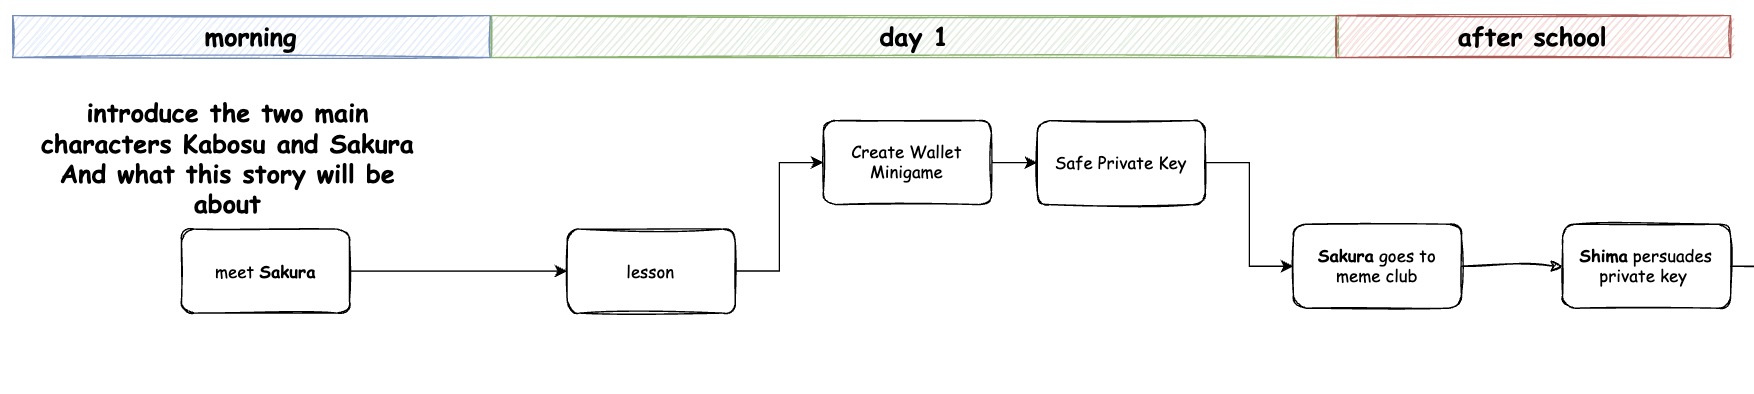 morning
day 1
after school
introduce the two main
characters Kabosu and Sakura
And what this story will be
about
meet Sakura
lesson
Create Wallet
Minigame
Safe Private Key
Sakura goes to
meme club
Shima persuades
private key